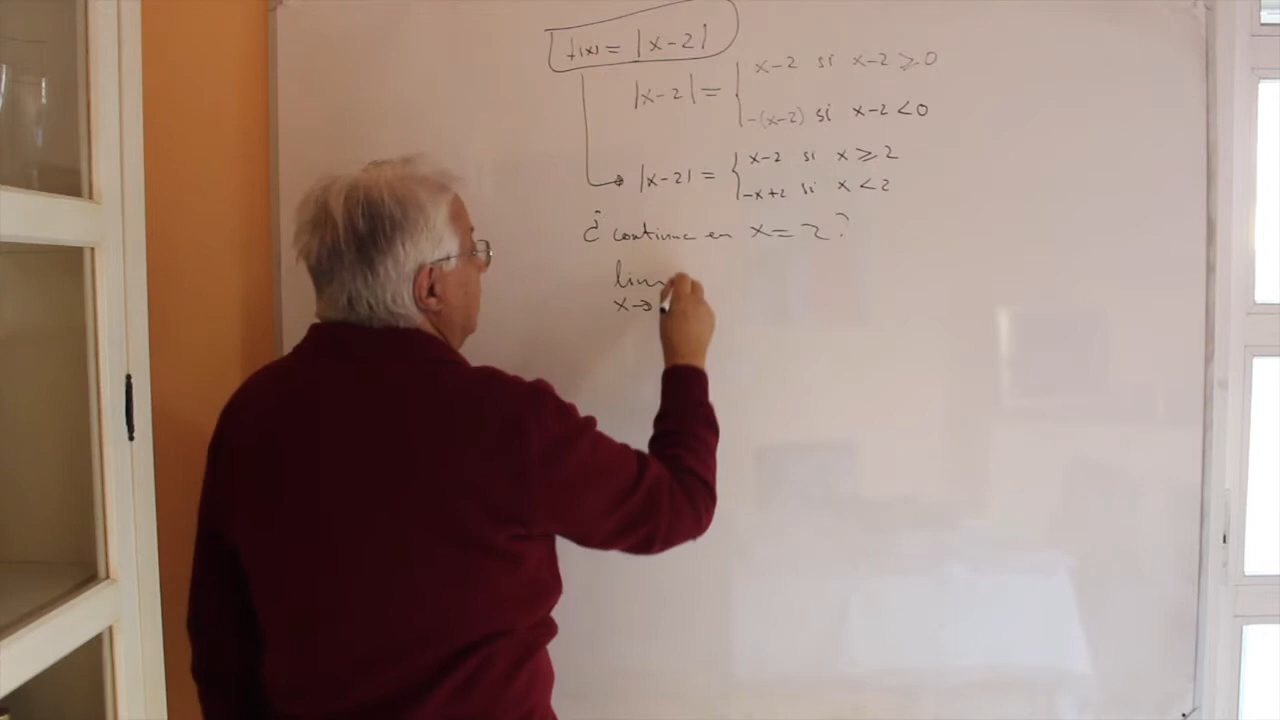 f(x) = |x-2|
|x-2| = { x-2 si x-2 ≥ 0
-(x-2) si x-2 < 0
|x-2| = { x-2 si x ≥ 2
-x+2 si x < 2
¿ continua en x = 2?
lim
x→